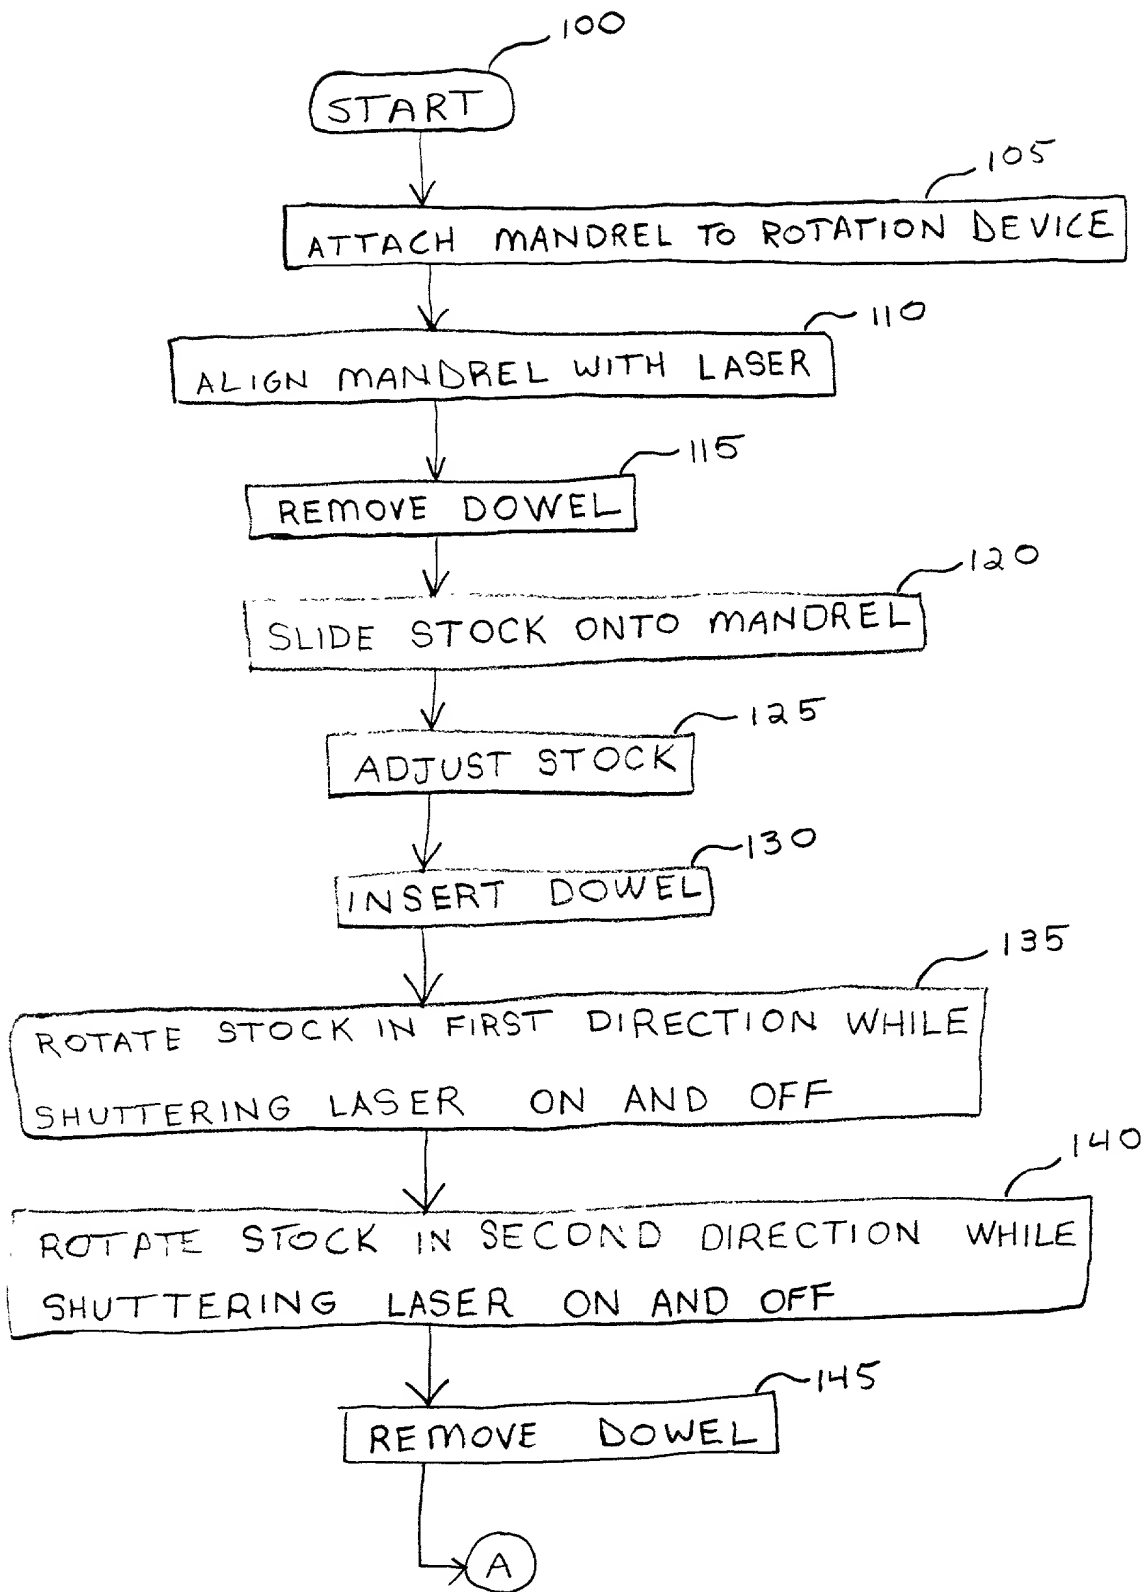 100
START
105
ATTACH MANDREL TO ROTATION DEVICE
110
ALIGN MANDREL WITH LASER
115
REMOVE DOWEL
120
SLIDE STOCK ONTO MANDREL
125
ADJUST STOCK
130
INSERT DOWEL
135
ROTATE STOCK IN FIRST DIRECTION WHILE
SHUTTERING LASER ON AND OFF
140
ROTATE STOCK IN SECOND DIRECTION WHILE
SHUTTERING LASER ON AND OFF
145
REMOVE DOWEL
A